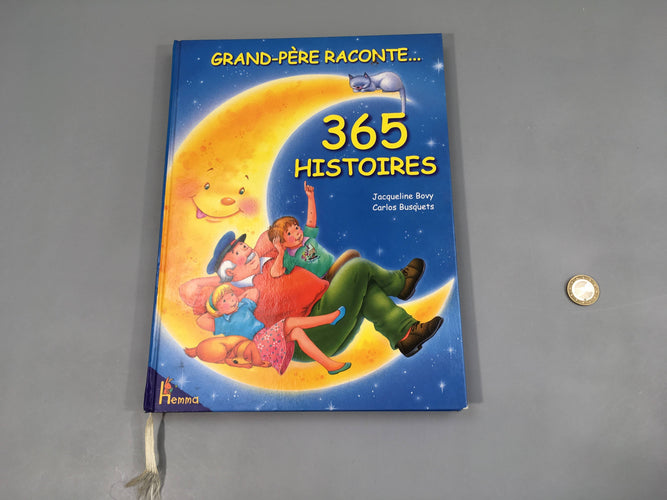 GRAND-PÈRE RACONTE...
365
HISTOIRES
Jacqueline Bovy
Carlos Busquets
Hemma